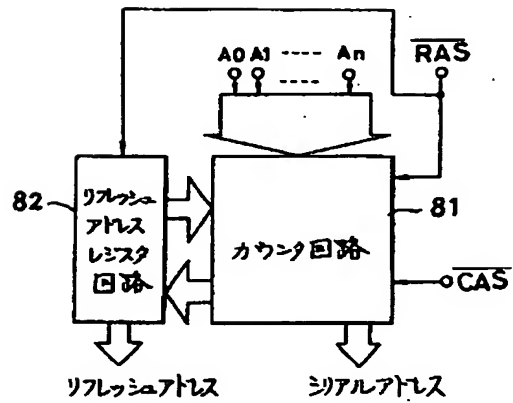 A0 A1 ---- An
----
RAS
82
リフレッシュ
アドレス
レジスタ
回路
カウンタ回路
81
CAS
リフレッシュアドレス
シリアルアドレス